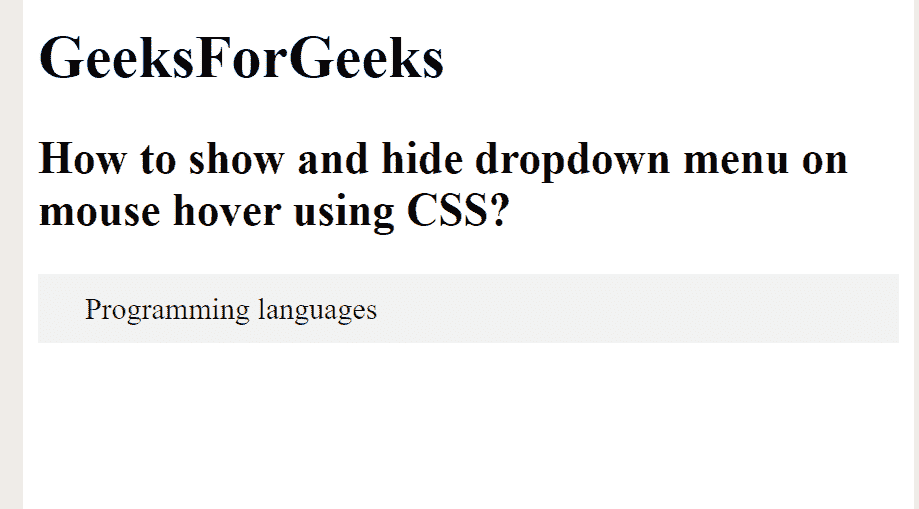 GeeksForGeeks
How to show and hide dropdown menu on
mouse hover using CSS?
Programming languages